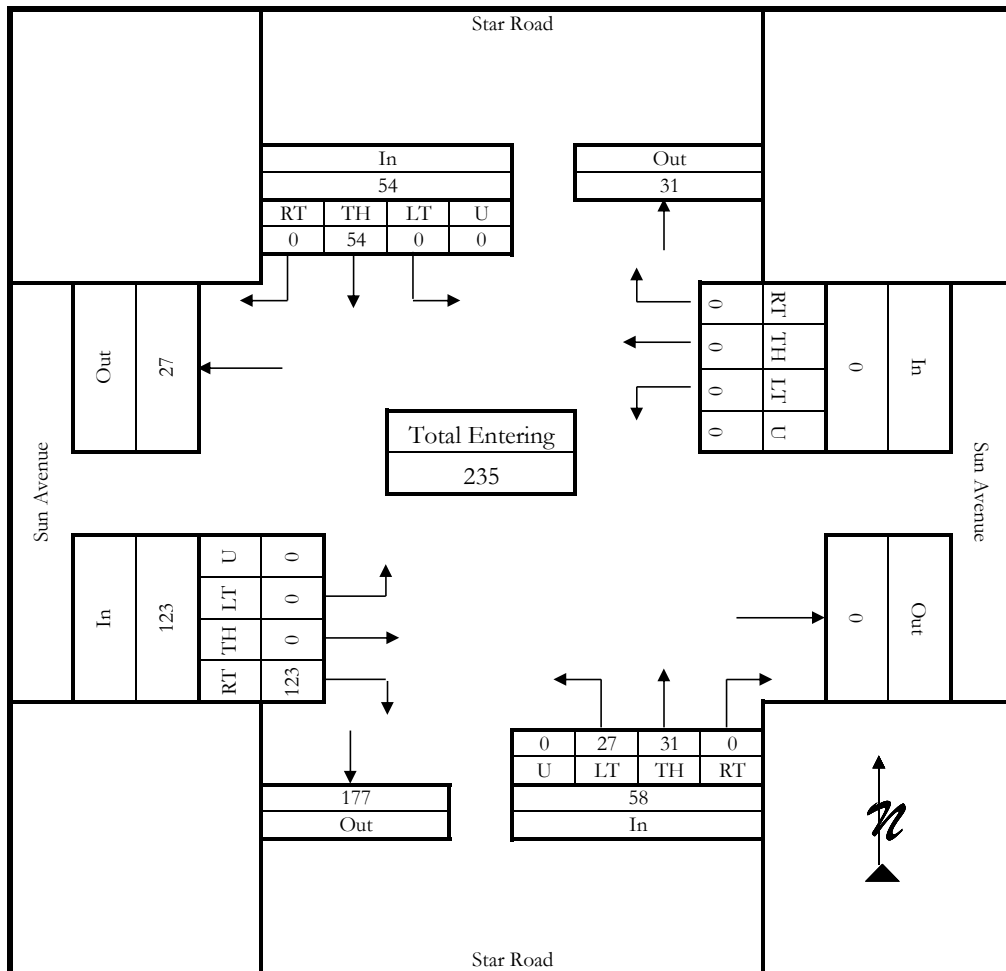 Star Road
In
54
RT TH LT U
0 54 0 0
Out
31
Out
27
0 RT
0 TH
0 LT
0 U
0
In
Total Entering
235
Sun Avenue
Sun Avenue
In
123
U 0
LT 0
TH 0
RT 123
0
Out
177
Out
0 27 31 0
U LT TH RT
58
In
N
Star Road